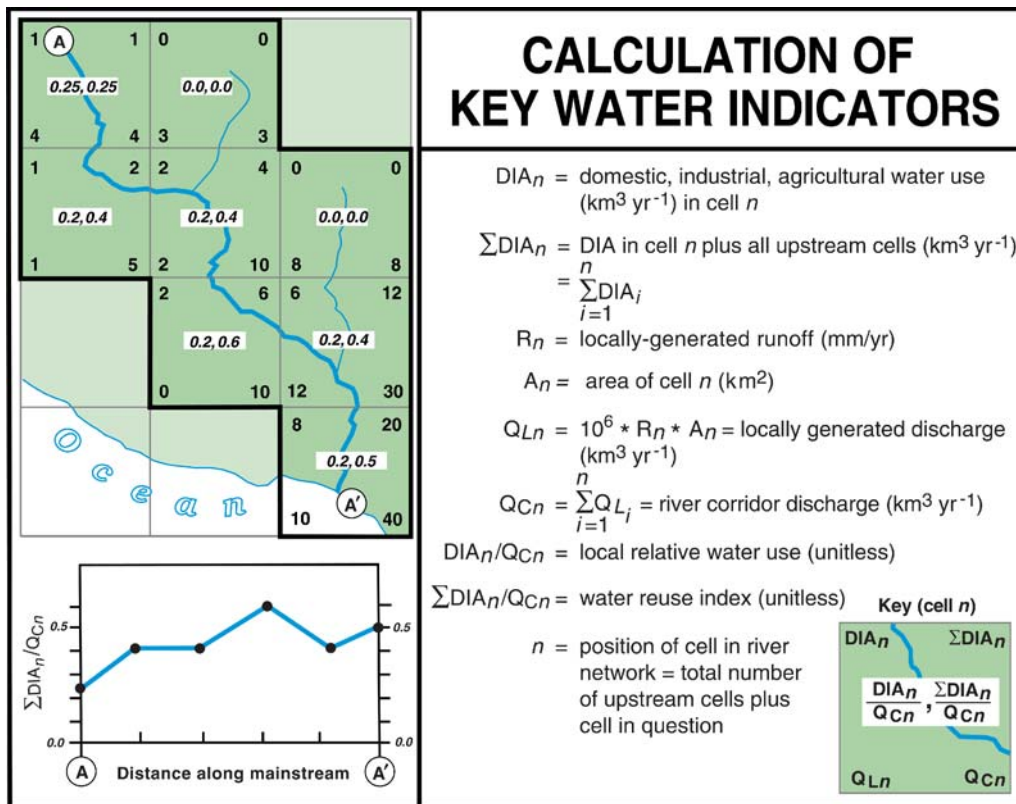 1 A 1 0 0
0.25, 0.25 0.0, 0.0
4 4 3 3
1 2 2 4 0 0
0.2, 0.4 0.2, 0.4 0.0, 0.0
1 5 2 10 8 8
2 6 6 12
0.2, 0.6 0.2, 0.4
0 10 12 30
8 20
0.2, 0.5
Ocean
A′
10 40
ΣDIAn/QCn
0.5 0.5
0.0 0.0
A Distance along mainstream A′
CALCULATION OF
KEY WATER INDICATORS
DIAn = domestic, industrial, agricultural water use
(km³ yr⁻¹) in cell n
ΣDIAn = DIA in cell n plus all upstream cells (km³ yr⁻¹)
n
= ΣDIAi
i=1
Rn = locally-generated runoff (mm/yr)
An = area of cell n (km²)
QLn = 10⁶ * Rn * An = locally generated discharge
(km³ yr⁻¹)
n
QCn = ΣQLi = river corridor discharge (km³ yr⁻¹)
i=1
DIAn/QCn = local relative water use (unitless)
ΣDIAn/QCn = water reuse index (unitless)
n = position of cell in river
network = total number
of upstream cells plus
cell in question
Key (cell n)
DIAn ΣDIAn
DIAn/QCn, ΣDIAn/QCn
QLn QCn